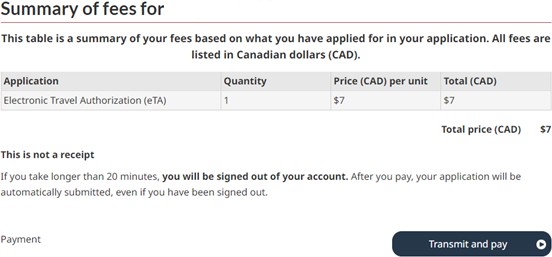 Summary of fees for
This table is a summary of your fees based on what you have applied for in your application. All fees are
listed in Canadian dollars (CAD).
Application Quantity Price (CAD) per unit Total (CAD)
Electronic Travel Authorization (eTA) 1 $7 $7
Total price (CAD) $7
This is not a receipt
If you take longer than 20 minutes, you will be signed out of your account. After you pay, your application will be
automatically submitted, even if you have been signed out.
Payment Transmit and pay